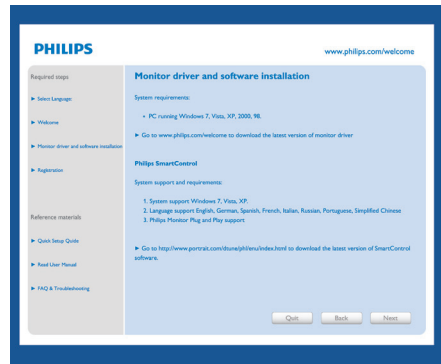 PHILIPS
www.philips.com/welcome
Required steps
► Select Language:
► Welcome
► Monitor driver and software installation
► Registration
Reference materials
► Quick Setup Guide
► Read User Manual
► FAQ & Troubleshooting
Monitor driver and software installation
System requirements:
• PC running Windows 7, Vista, XP, 2000, 98.
► Go to www.philips.com/welcome to download the latest version of monitor driver
Philips SmartControl
System support and requirements:
1. System support Windows 7, Vista, XP.
2. Language support English, German, Spanish, French, Italian, Russian, Portuguese, Simplified Chinese
3. Philips Monitor Plug and Play support
► Go to http://www.portrait.com/dtune/phl/enu/index.html to download the latest version of SmartControl
software.
Quit
Back
Next